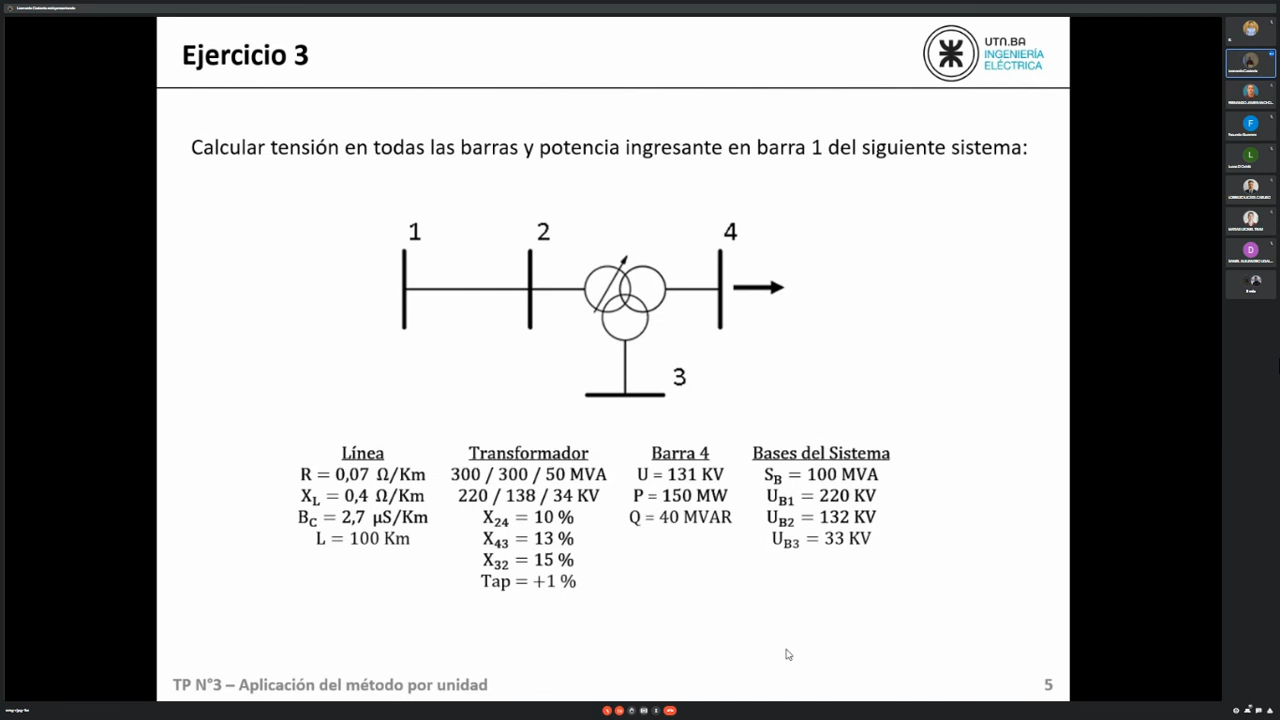 Ejercicio 3
UTN.BA
INGENIERÍA
ELÉCTRICA
Calcular tensión en todas las barras y potencia ingresante en barra 1 del siguiente sistema:
1
2
4
3
Línea
R = 0,07 Ω/Km
X_L = 0,4 Ω/Km
B_C = 2,7 μS/Km
L = 100 Km
Transformador
300 / 300 / 50 MVA
220 / 138 / 34 KV
X_24 = 10 %
X_43 = 13 %
X_32 = 15 %
Tap = +1 %
Barra 4
U = 131 KV
P = 150 MW
Q = 40 MVAR
Bases del Sistema
S_B = 100 MVA
U_B1 = 220 KV
U_B2 = 132 KV
U_B3 = 33 KV
TP N°3 – Aplicación del método por unidad
5
F
L
D